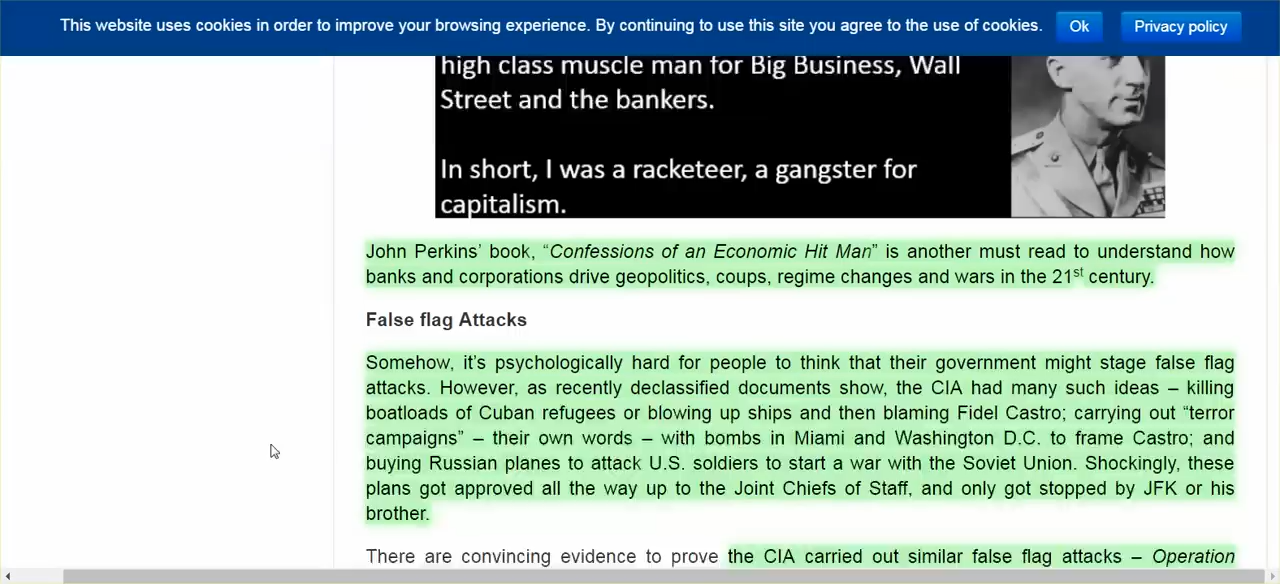 This website uses cookies in order to improve your browsing experience. By continuing to use this site you agree to the use of cookies. Ok Privacy policy
high class muscle man for Big Business, Wall
Street and the bankers.
In short, I was a racketeer, a gangster for
capitalism.
John Perkins’ book, “Confessions of an Economic Hit Man” is another must read to understand how
banks and corporations drive geopolitics, coups, regime changes and wars in the 21st century.
False flag Attacks
Somehow, it’s psychologically hard for people to think that their government might stage false flag
attacks. However, as recently declassified documents show, the CIA had many such ideas – killing
boatloads of Cuban refugees or blowing up ships and then blaming Fidel Castro; carrying out “terror
campaigns” – their own words – with bombs in Miami and Washington D.C. to frame Castro; and
buying Russian planes to attack U.S. soldiers to start a war with the Soviet Union. Shockingly, these
plans got approved all the way up to the Joint Chiefs of Staff, and only got stopped by JFK or his
brother.
There are convincing evidence to prove the CIA carried out similar false flag attacks – Operation